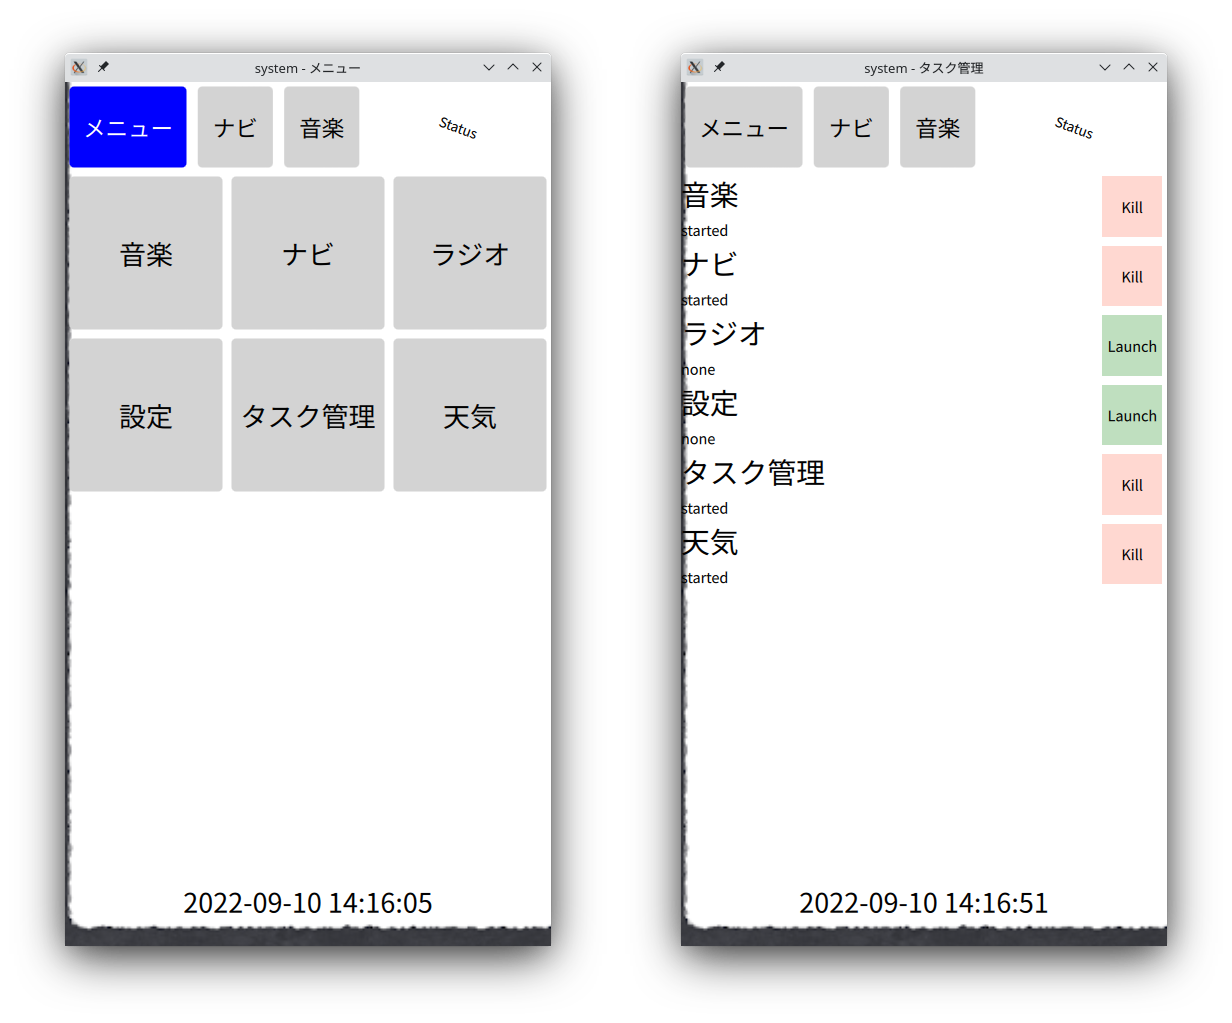 system - メニュー
メニュー ナビ 音楽 Status
音楽 ナビ ラジオ
設定 タスク管理 天気
2022-09-10 14:16:05
system - タスク管理
メニュー ナビ 音楽 Status
音楽
started
Kill
ナビ
started
Kill
ラジオ
none
Launch
設定
none
Launch
タスク管理
started
Kill
天気
started
Kill
2022-09-10 14:16:51